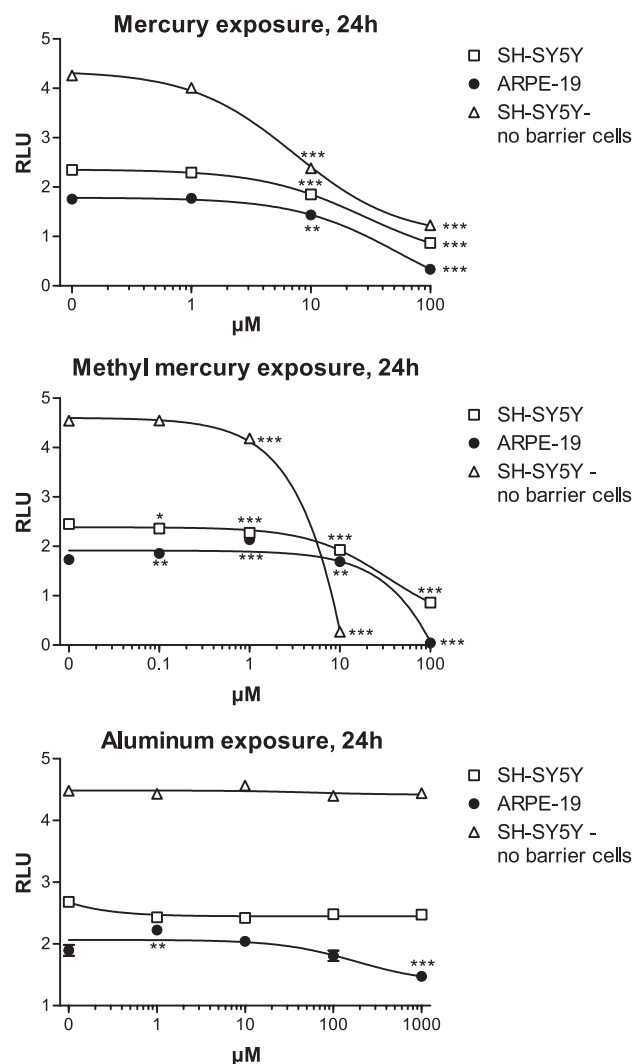 Mercury exposure, 24h
SH-SY5Y
ARPE-19
SH-SY5Y-
no barrier cells
5
4
3
2
1
0
RLU
***
***
**
***
***
***
0
1
10
100
µM
Methyl mercury exposure, 24h
SH-SY5Y
ARPE-19
SH-SY5Y -
no barrier cells
5
4
3
2
1
0
RLU
***
*
***
***
**
***
**
***
***
***
0
0.1
1
10
100
µM
Aluminum exposure, 24h
SH-SY5Y
ARPE-19
SH-SY5Y -
no barrier cells
5
4
3
2
1
RLU
**
***
0
1
10
100
1000
µM